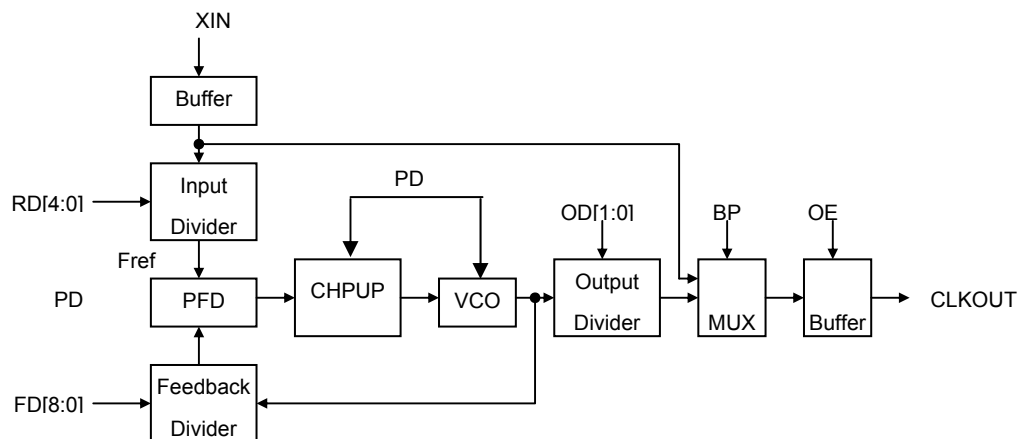 XIN
Buffer
Input
Divider
RD[4:0]
Fref
PD
PFD
CHPUP
PD
VCO
OD[1:0]
Output
Divider
BP
MUX
OE
Buffer
CLKOUT
FD[8:0]
Feedback
Divider